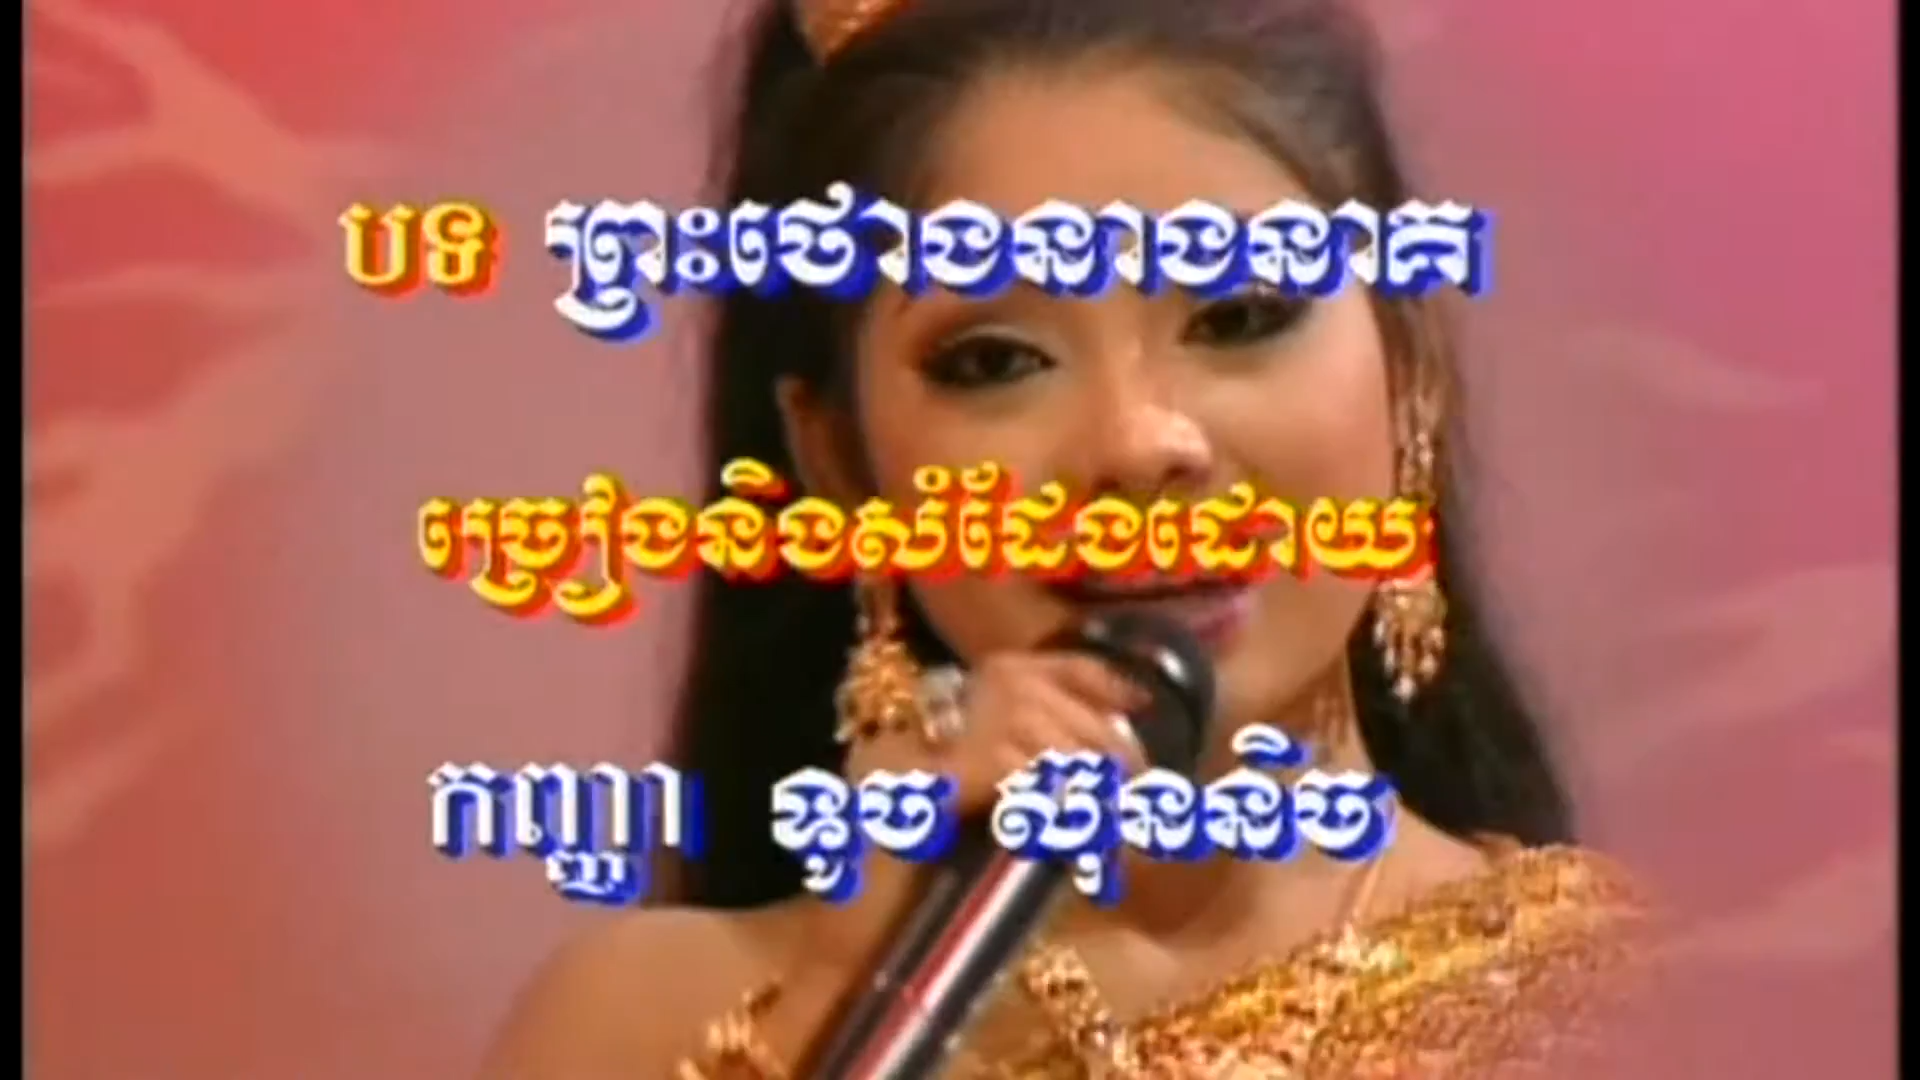 បទ ព្រះថោងនាងនាគ
ច្រៀងនិងសំដែងដោយ
កញ្ញា ទូច ស៊ុននិច